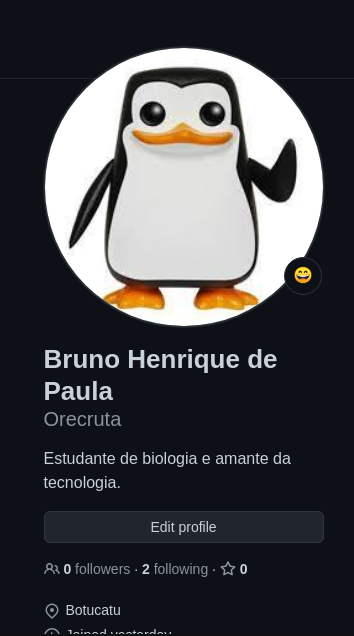 Bruno Henrique de
Paula
Orecruta
Estudante de biologia e amante da
tecnologia.
Edit profile
0 followers · 2 following · 0
Botucatu
Joined yesterday